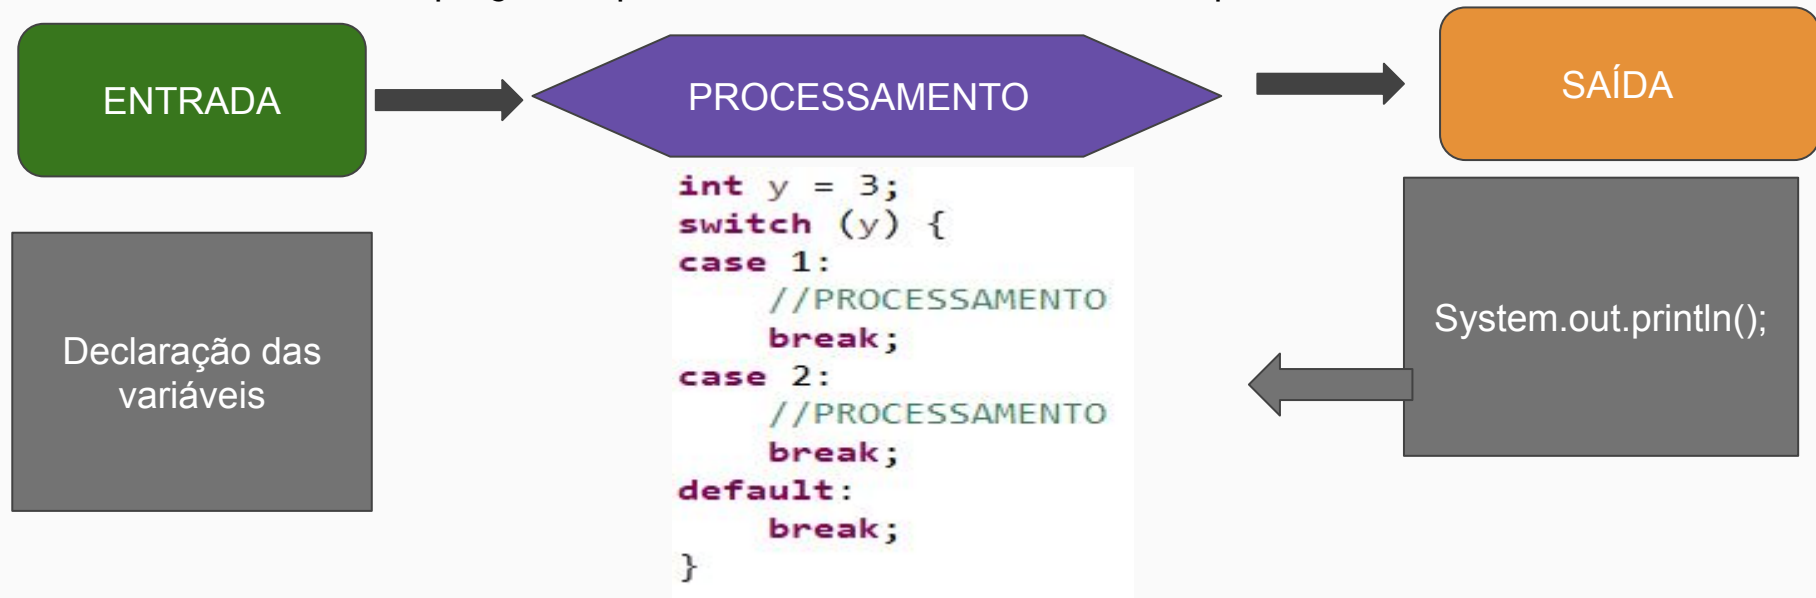 ENTRADA
PROCESSAMENTO
SAÍDA
Declaração das
variáveis
int y = 3;
switch (y) {
case 1:
//PROCESSAMENTO
break;
case 2:
//PROCESSAMENTO
break;
default:
break;
}
System.out.println();